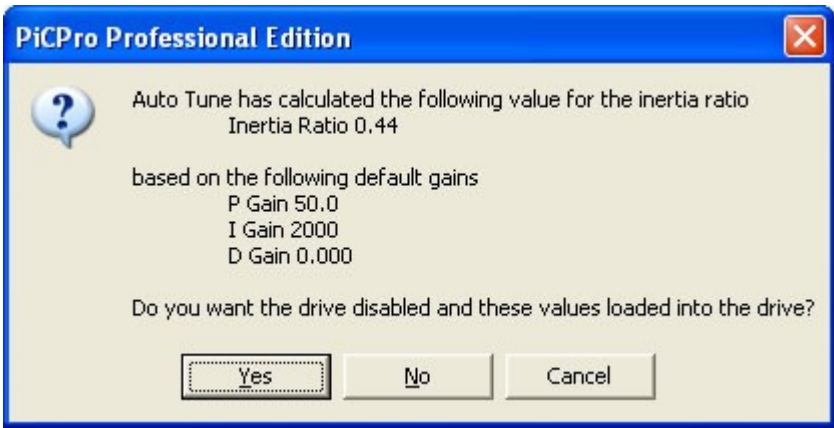 PiCPro Professional Edition
Auto Tune has calculated the following value for the inertia ratio
Inertia Ratio 0.44
based on the following default gains
P Gain 50.0
I Gain 2000
D Gain 0.000
Do you want the drive disabled and these values loaded into the drive?
Yes
No
Cancel